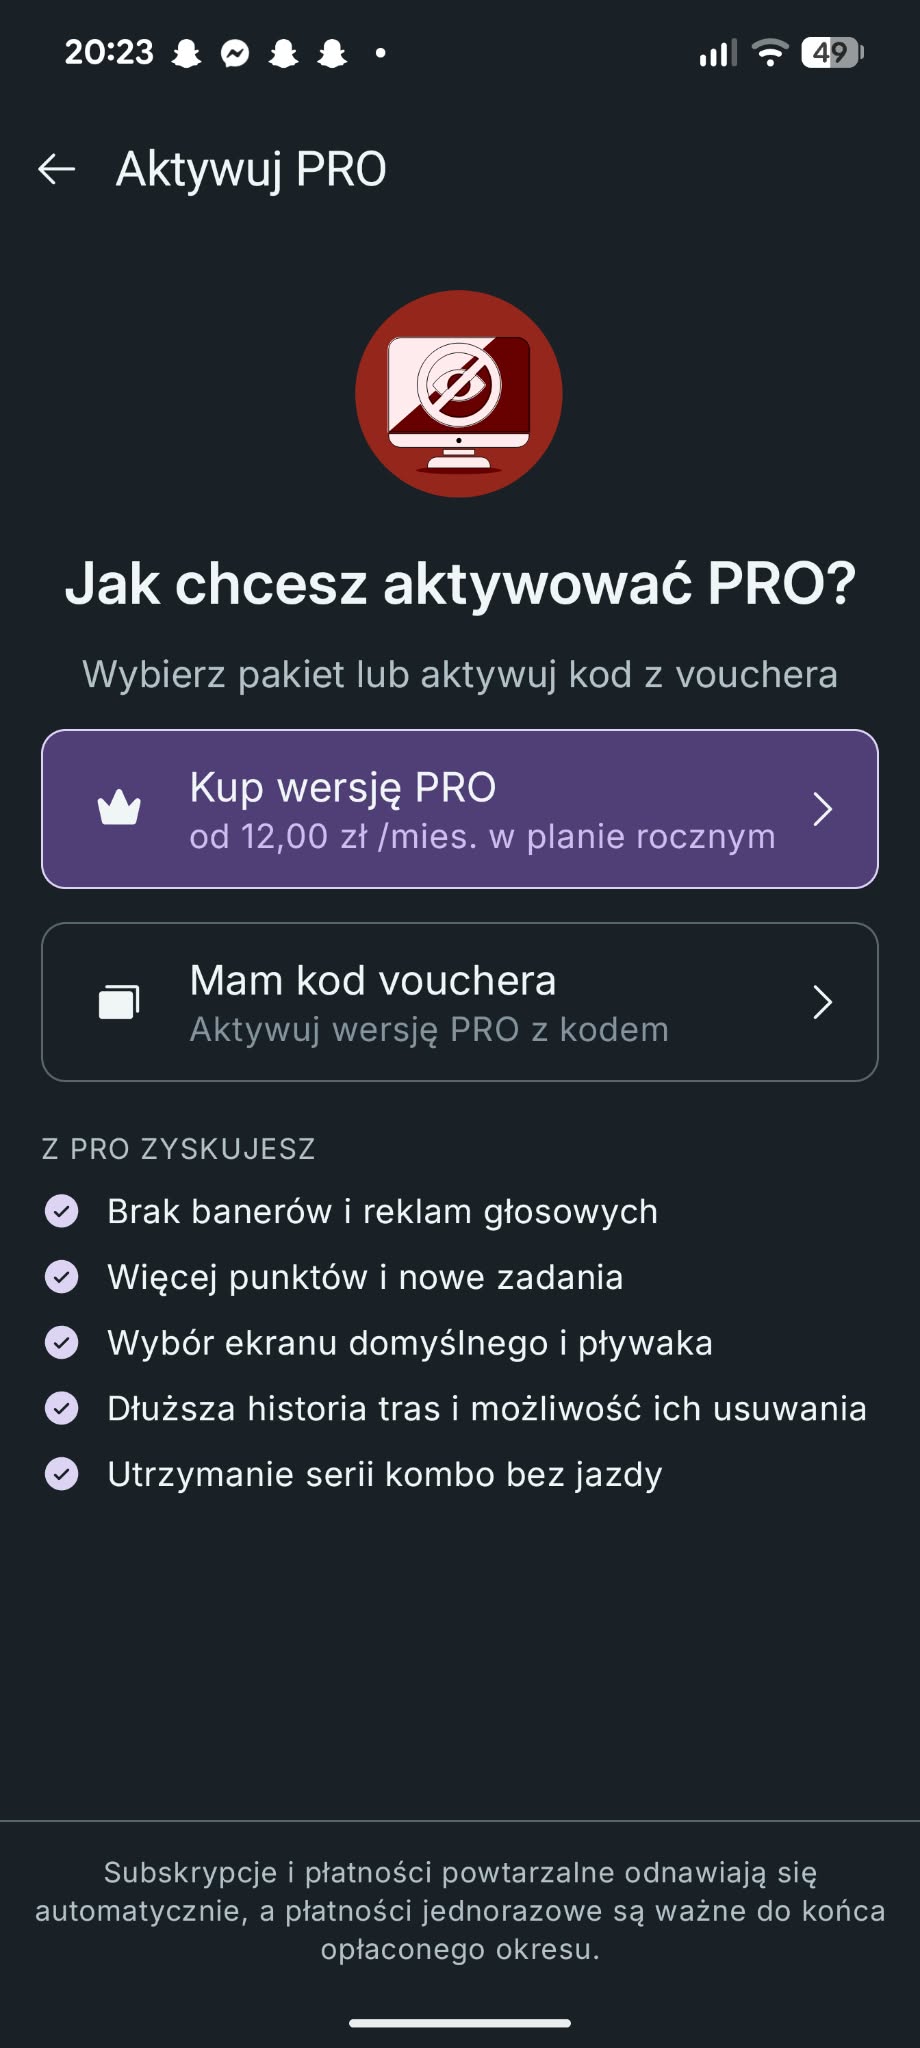 20:23
49
Aktywuj PRO
Jak chcesz aktywować PRO?
Wybierz pakiet lub aktywuj kod z vouchera
Kup wersję PRO
od 12,00 zł /mies. w planie rocznym
Mam kod vouchera
Aktywuj wersję PRO z kodem
Z PRO ZYSKUJESZ
Brak banerów i reklam głosowych
Więcej punktów i nowe zadania
Wybór ekranu domyślnego i pływaka
Dłuższa historia tras i możliwość ich usuwania
Utrzymanie serii kombo bez jazdy
Subskrypcje i płatności powtarzalne odnawiają się
automatycznie, a płatności jednorazowe są ważne do końca
opłaconego okresu.